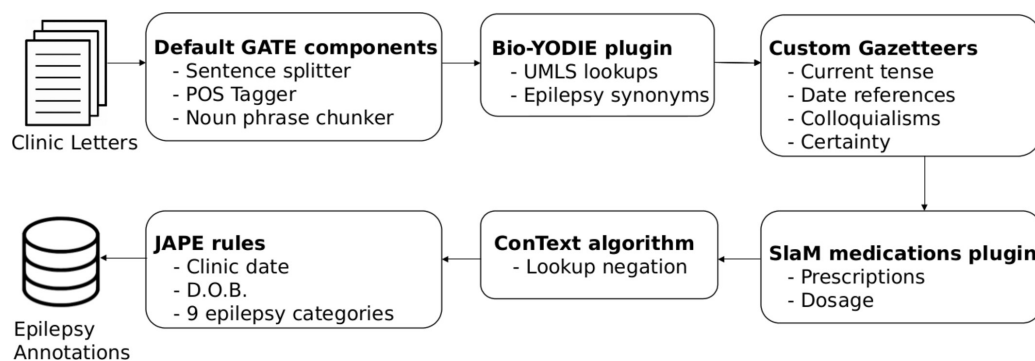 Clinic Letters
Default GATE components
- Sentence splitter
- POS Tagger
- Noun phrase chunker
Bio-YODIE plugin
- UMLS lookups
- Epilepsy synonyms
Custom Gazetteers
- Current tense
- Date references
- Colloquialisms
- Certainty
SlaM medications plugin
- Prescriptions
- Dosage
ConText algorithm
- Lookup negation
JAPE rules
- Clinic date
- D.O.B.
- 9 epilepsy categories
Epilepsy
Annotations